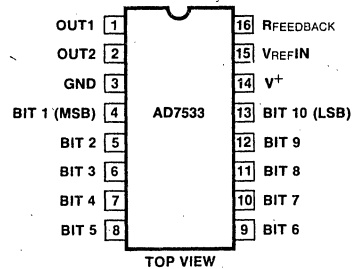 OUT1 1 16 RFEEDBACK
OUT2 2 15 VREFIN
GND 3 14 V+
BIT 1 (MSB) 4 AD7533 13 BIT 10 (LSB)
BIT 2 5 12 BIT 9
BIT 3 6 11 BIT 8
BIT 4 7 10 BIT 7
BIT 5 8 9 BIT 6
TOP VIEW